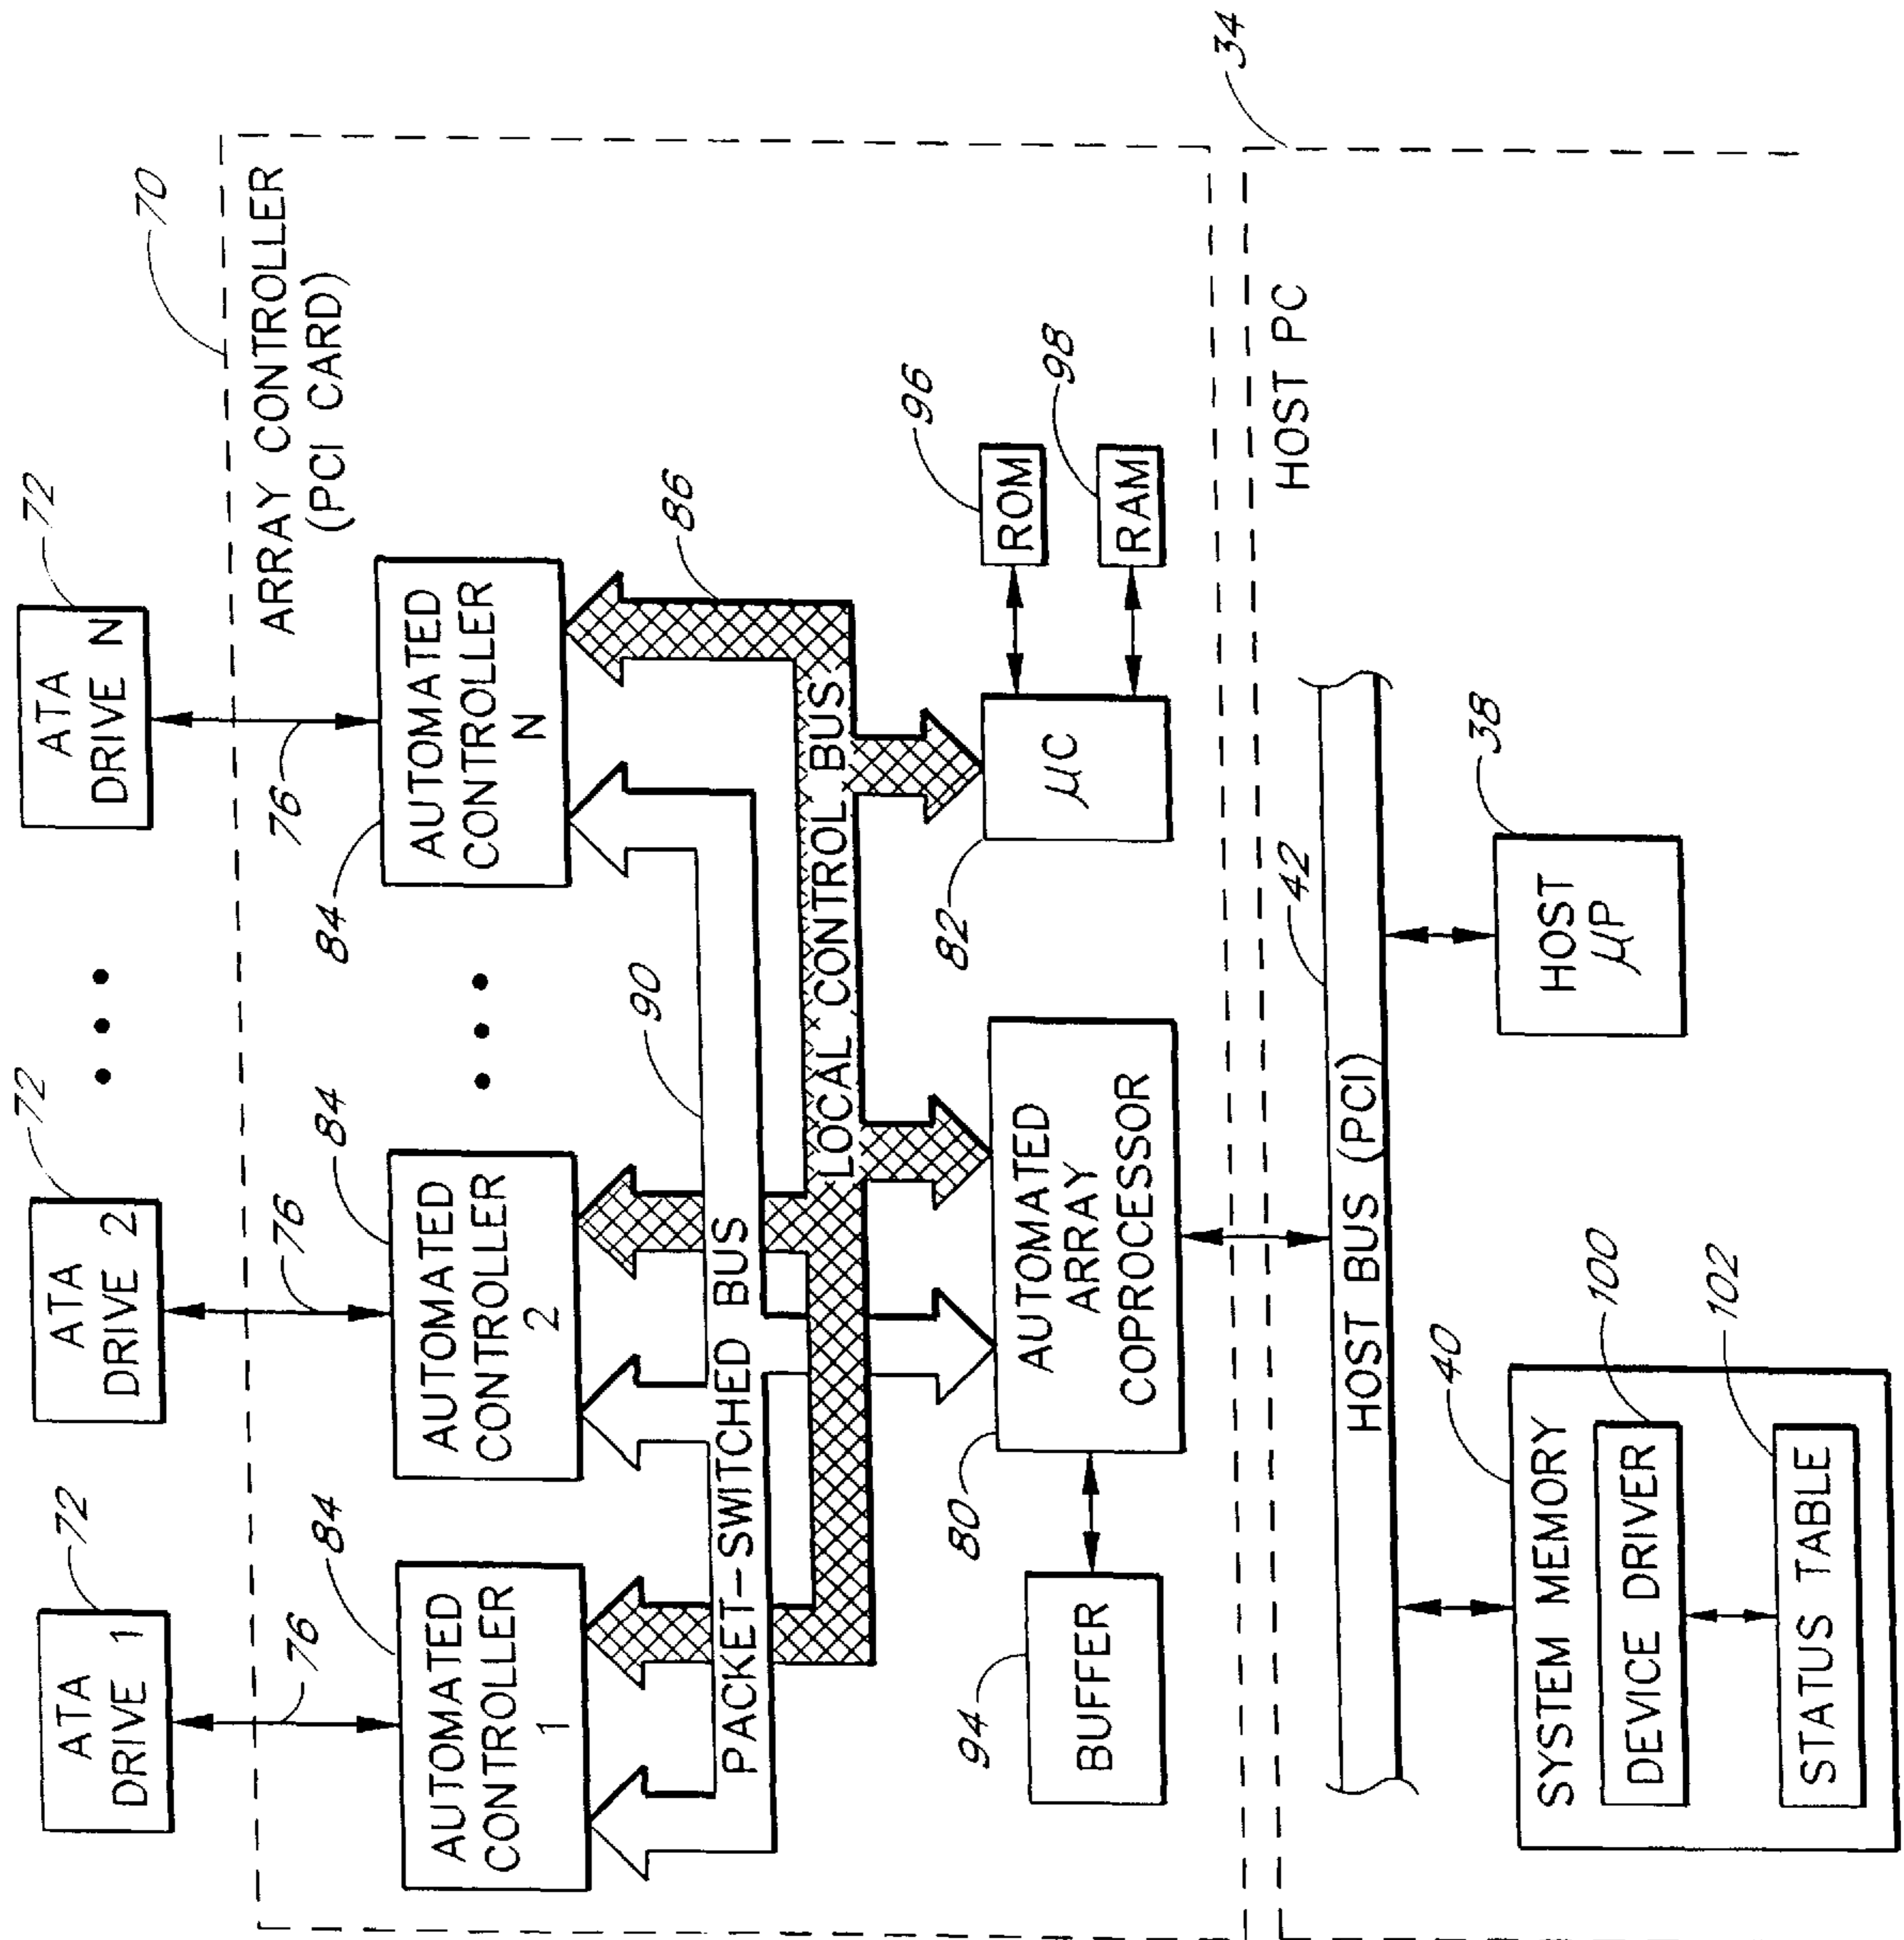 72
72
72
70
ATA
DRIVE 1
ATA
DRIVE 2
ATA
DRIVE N
76
76
76
ARRAY CONTROLLER
(PCI CARD)
84
84
84
AUTOMATED
CONTROLLER
1
AUTOMATED
CONTROLLER
2
AUTOMATED
CONTROLLER
N
90
86
PACKET-SWITCHED BUS
LOCAL CONTROL BUS
94
80
82
96
98
BUFFER
AUTOMATED
ARRAY
COPROCESSOR
μC
ROM
RAM
34
HOST PC
42
HOST BUS (PCI)
40
38
SYSTEM MEMORY
HOST
μP
100
DEVICE DRIVER
102
STATUS TABLE